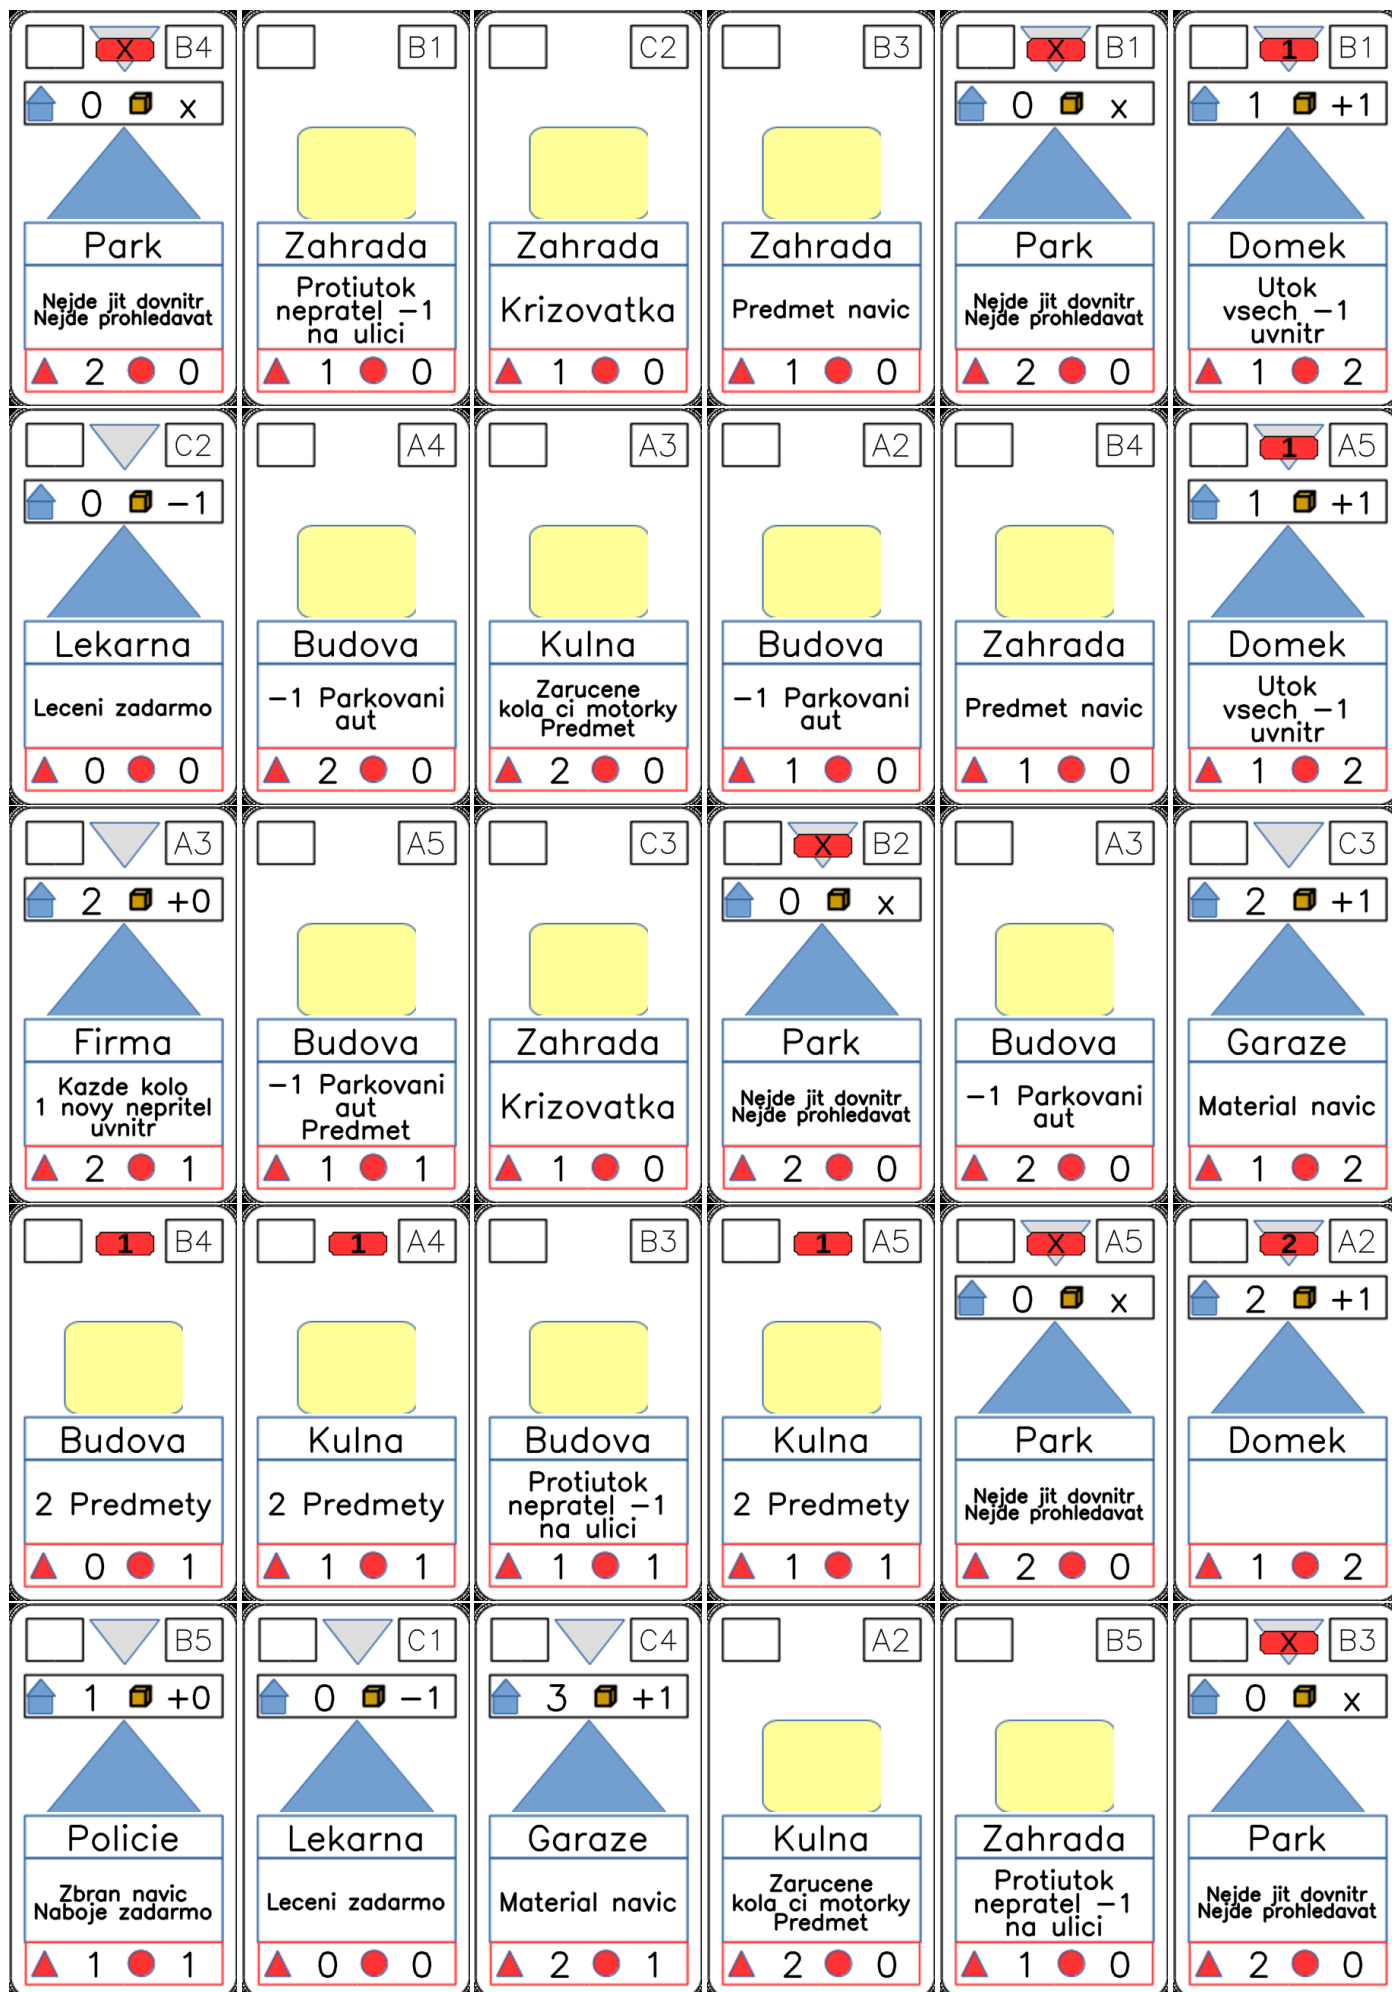 X B4
0 x
Park
Nejde jit dovnitr
Nejde prohledavat
2 0
B1
Zahrada
Protiutok
nepratel -1
na ulici
1 0
C2
Zahrada
Krizovatka
1 0
B3
Zahrada
Predmet navic
1 0
X B1
0 x
Park
Nejde jit dovnitr
Nejde prohledavat
2 0
1 B1
1 +1
Domek
Utok
vsech -1
uvnitr
1 2
C2
0 -1
Lekarna
Leceni zadarmo
0 0
A4
Budova
-1 Parkovani
aut
2 0
A3
Kulna
Zarucene
kola ci motorky
Predmet
2 0
A2
Budova
-1 Parkovani
aut
1 0
B4
Zahrada
Predmet navic
1 0
1 A5
1 +1
Domek
Utok
vsech -1
uvnitr
1 2
A3
2 +0
Firma
Kazde kolo
1 novy nepritel
uvnitr
2 1
A5
Budova
-1 Parkovani
aut
Predmet
1 1
C3
Zahrada
Krizovatka
1 0
X B2
0 x
Park
Nejde jit dovnitr
Nejde prohledavat
2 0
A3
Budova
-1 Parkovani
aut
2 0
C3
2 +1
Garaze
Material navic
1 2
1 B4
Budova
2 Predmety
0 1
1 A4
Kulna
2 Predmety
1 1
B3
Budova
Protiutok
nepratel -1
na ulici
1 1
1 A5
Kulna
2 Predmety
1 1
X A5
0 x
Park
Nejde jit dovnitr
Nejde prohledavat
2 0
2 A2
2 +1
Domek
1 2
B5
1 +0
Policie
Zbran navic
Naboje zadarmo
1 1
C1
0 -1
Lekarna
Leceni zadarmo
0 0
C4
3 +1
Garaze
Material navic
2 1
A2
Kulna
Zarucene
kola ci motorky
Predmet
2 0
B5
Zahrada
Protiutok
nepratel -1
na ulici
1 0
X B3
0 x
Park
Nejde jit dovnitr
Nejde prohledavat
2 0